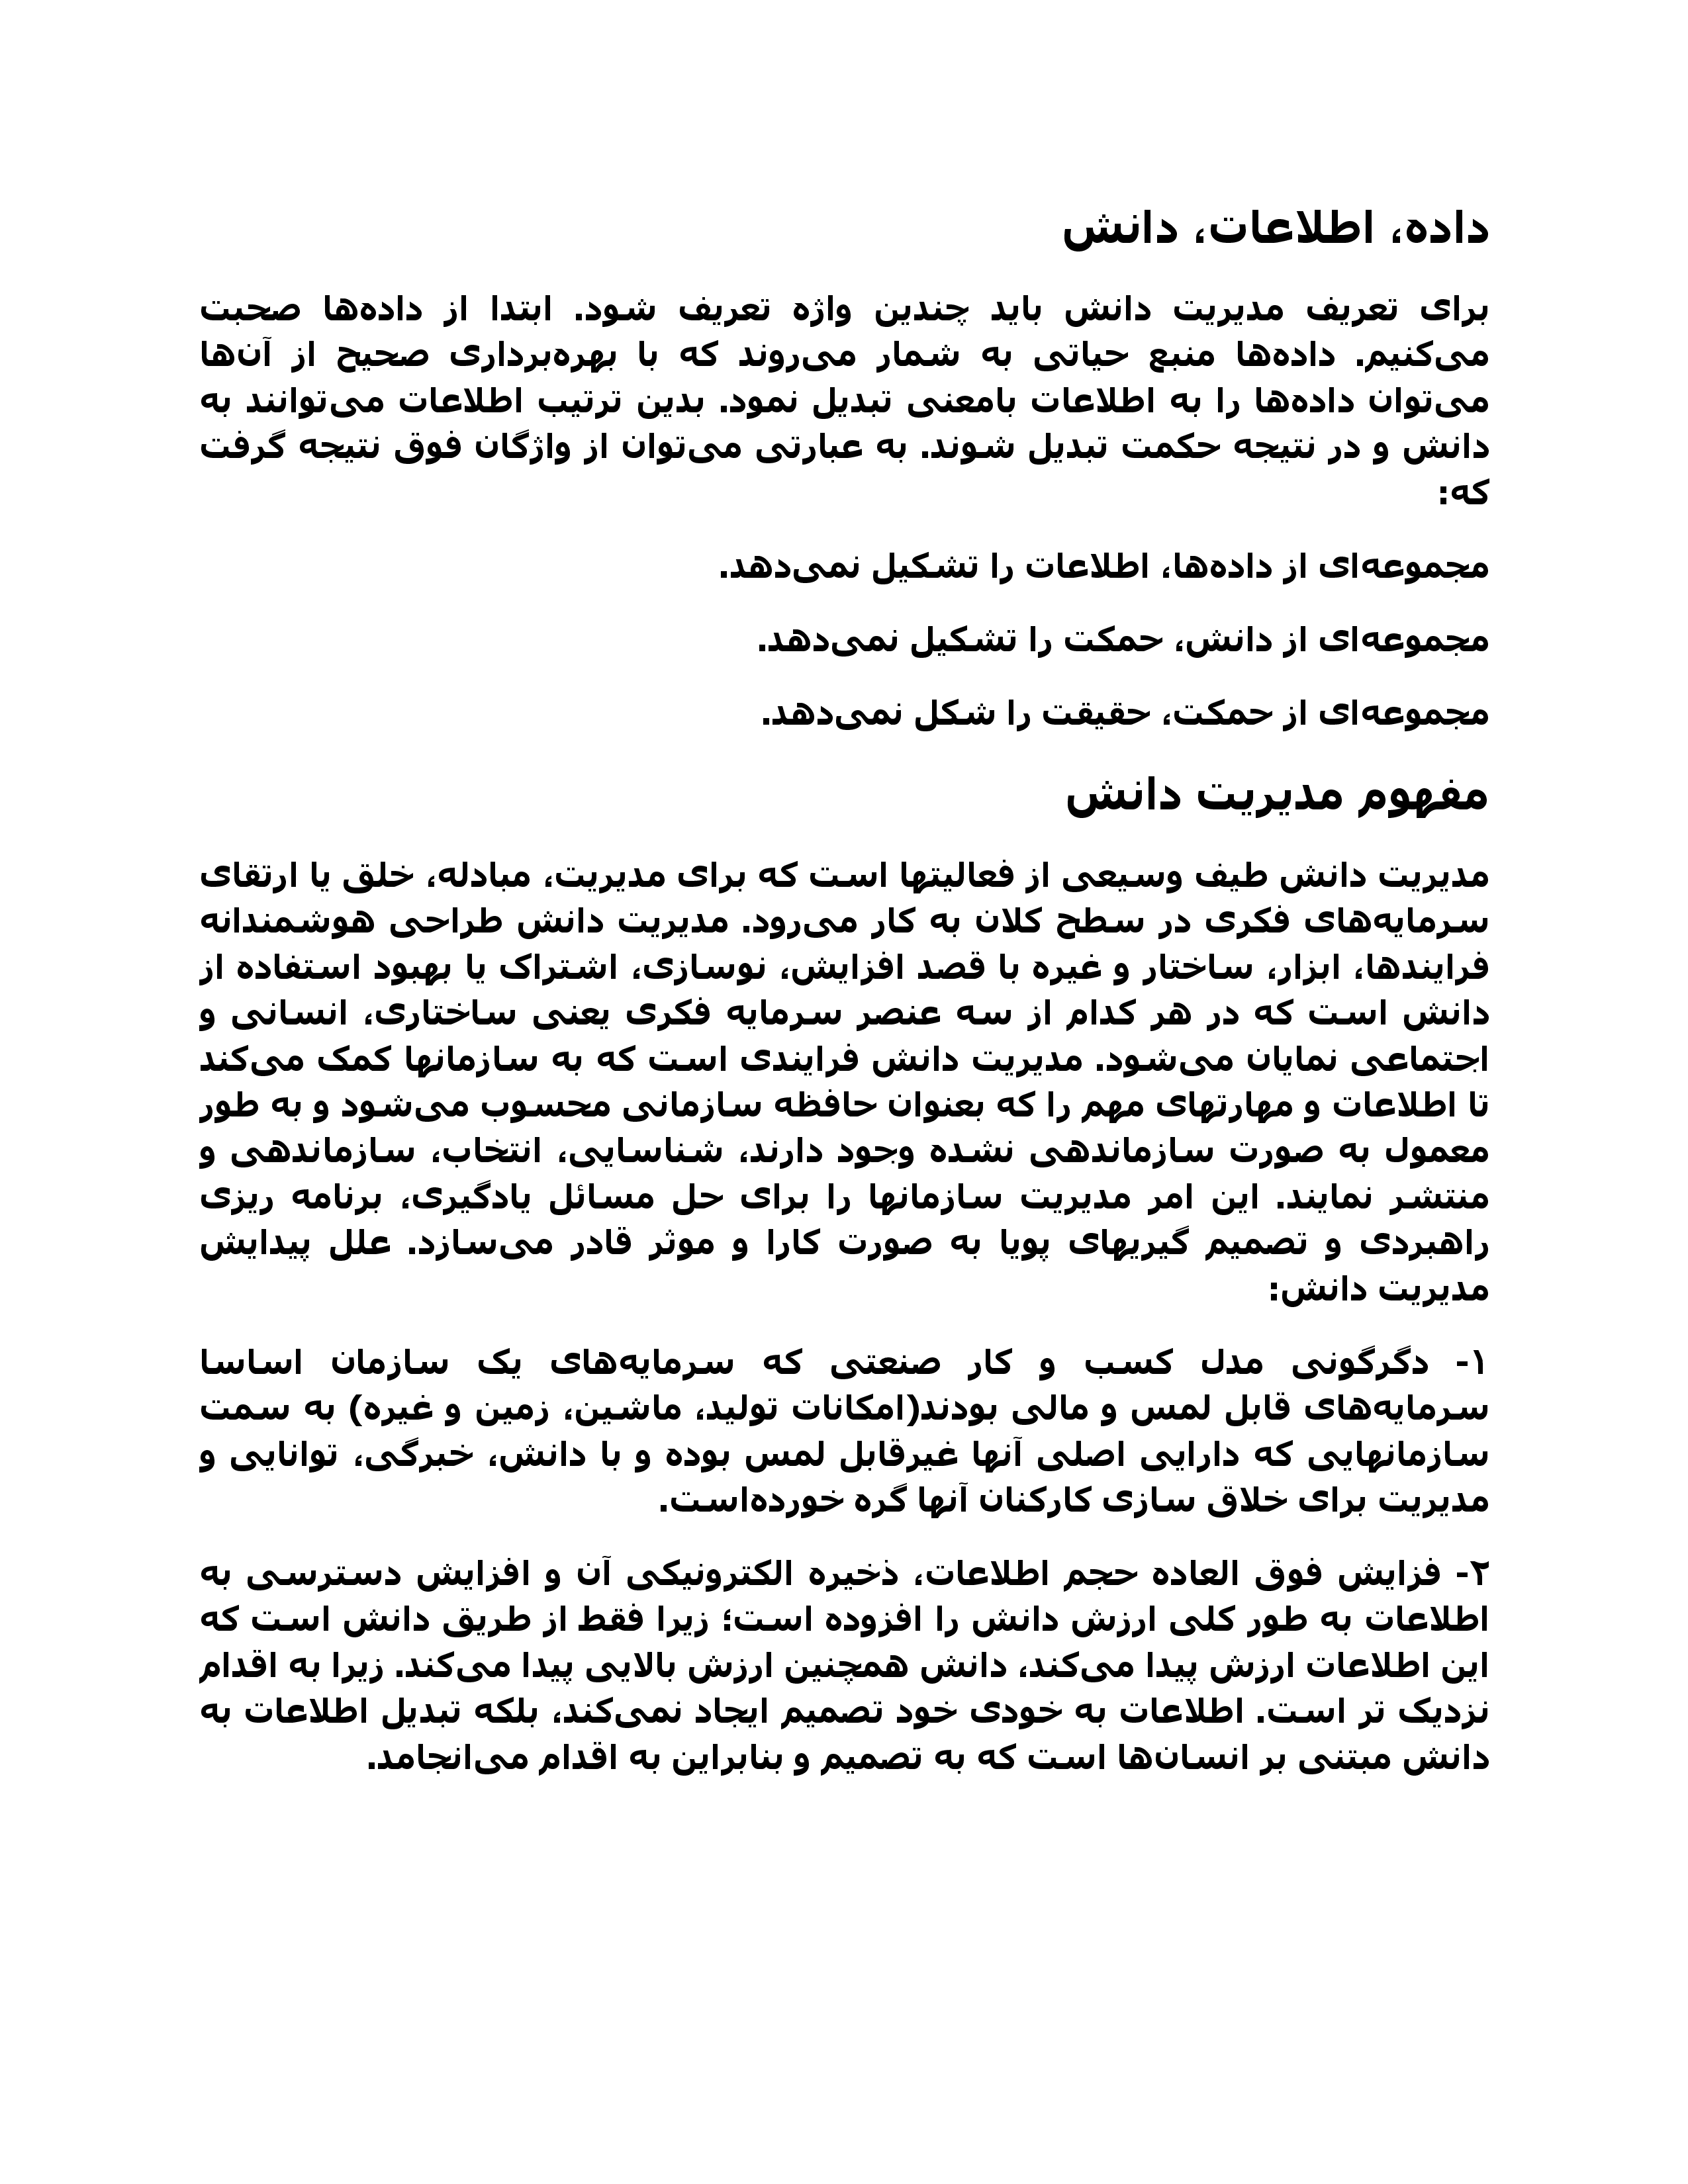 داده، اطلاعات، دانش
برای تعریف مدیریت دانش باید چندین واژه تعریف شود. ابتدا از داده‌ها صحبت
می‌کنیم. داده‌ها منبع حیاتی به شمار می‌روند که با بهره‌برداری صحیح از آن‌ها
می‌توان داده‌ها را به اطلاعات بامعنی تبدیل نمود. بدین ترتیب اطلاعات می‌توانند به
دانش و در نتیجه حکمت تبدیل شوند. به عبارتی می‌توان از واژگان فوق نتیجه گرفت
که:
مجموعه‌ای از داده‌ها، اطلاعات را تشکیل نمی‌دهد.
مجموعه‌ای از دانش، حمکت را تشکیل نمی‌دهد.
مجموعه‌ای از حمکت، حقیقت را شکل نمی‌دهد.
مفهوم مدیریت دانش
مدیریت دانش طیف وسیعی از فعالیتها است که برای مدیریت، مبادله، خلق یا ارتقای
سرمایه‌های فکری در سطح کلان به کار می‌رود. مدیریت دانش طراحی هوشمندانه
فرایندها، ابزار، ساختار و غیره با قصد افزایش، نوسازی، اشتراک یا بهبود استفاده از
دانش است که در هر کدام از سه عنصر سرمایه فکری یعنی ساختاری، انسانی و
اجتماعی نمایان می‌شود. مدیریت دانش فرایندی است که به سازمانها کمک می‌کند
تا اطلاعات و مهارتهای مهم را که بعنوان حافظه سازمانی محسوب می‌شود و به طور
معمول به صورت سازماندهی نشده وجود دارند، شناسایی، انتخاب، سازماندهی و
منتشر نمایند. این امر مدیریت سازمانها را برای حل مسائل یادگیری، برنامه ریزی
راهبردی و تصمیم گیریهای پویا به صورت کارا و موثر قادر می‌سازد. علل پیدایش
مدیریت دانش:
۱- دگرگونی مدل کسب و کار صنعتی که سرمایه‌های یک سازمان اساسا
سرمایه‌های قابل لمس و مالی بودند(امکانات تولید، ماشین، زمین و غیره) به سمت
سازمانهایی که دارایی اصلی آنها غیرقابل لمس بوده و با دانش، خبرگی، توانایی و
مدیریت برای خلاق سازی کارکنان آنها گره خورده‌است.
۲- فزایش فوق العاده حجم اطلاعات، ذخیره الکترونیکی آن و افزایش دسترسی به
اطلاعات به طور کلی ارزش دانش را افزوده است؛ زیرا فقط از طریق دانش است که
این اطلاعات ارزش پیدا می‌کند، دانش همچنین ارزش بالایی پیدا می‌کند. زیرا به اقدام
نزدیک تر است. اطلاعات به خودی خود تصمیم ایجاد نمی‌کند، بلکه تبدیل اطلاعات به
دانش مبتنی بر انسان‌ها است که به تصمیم و بنابراین به اقدام می‌انجامد.